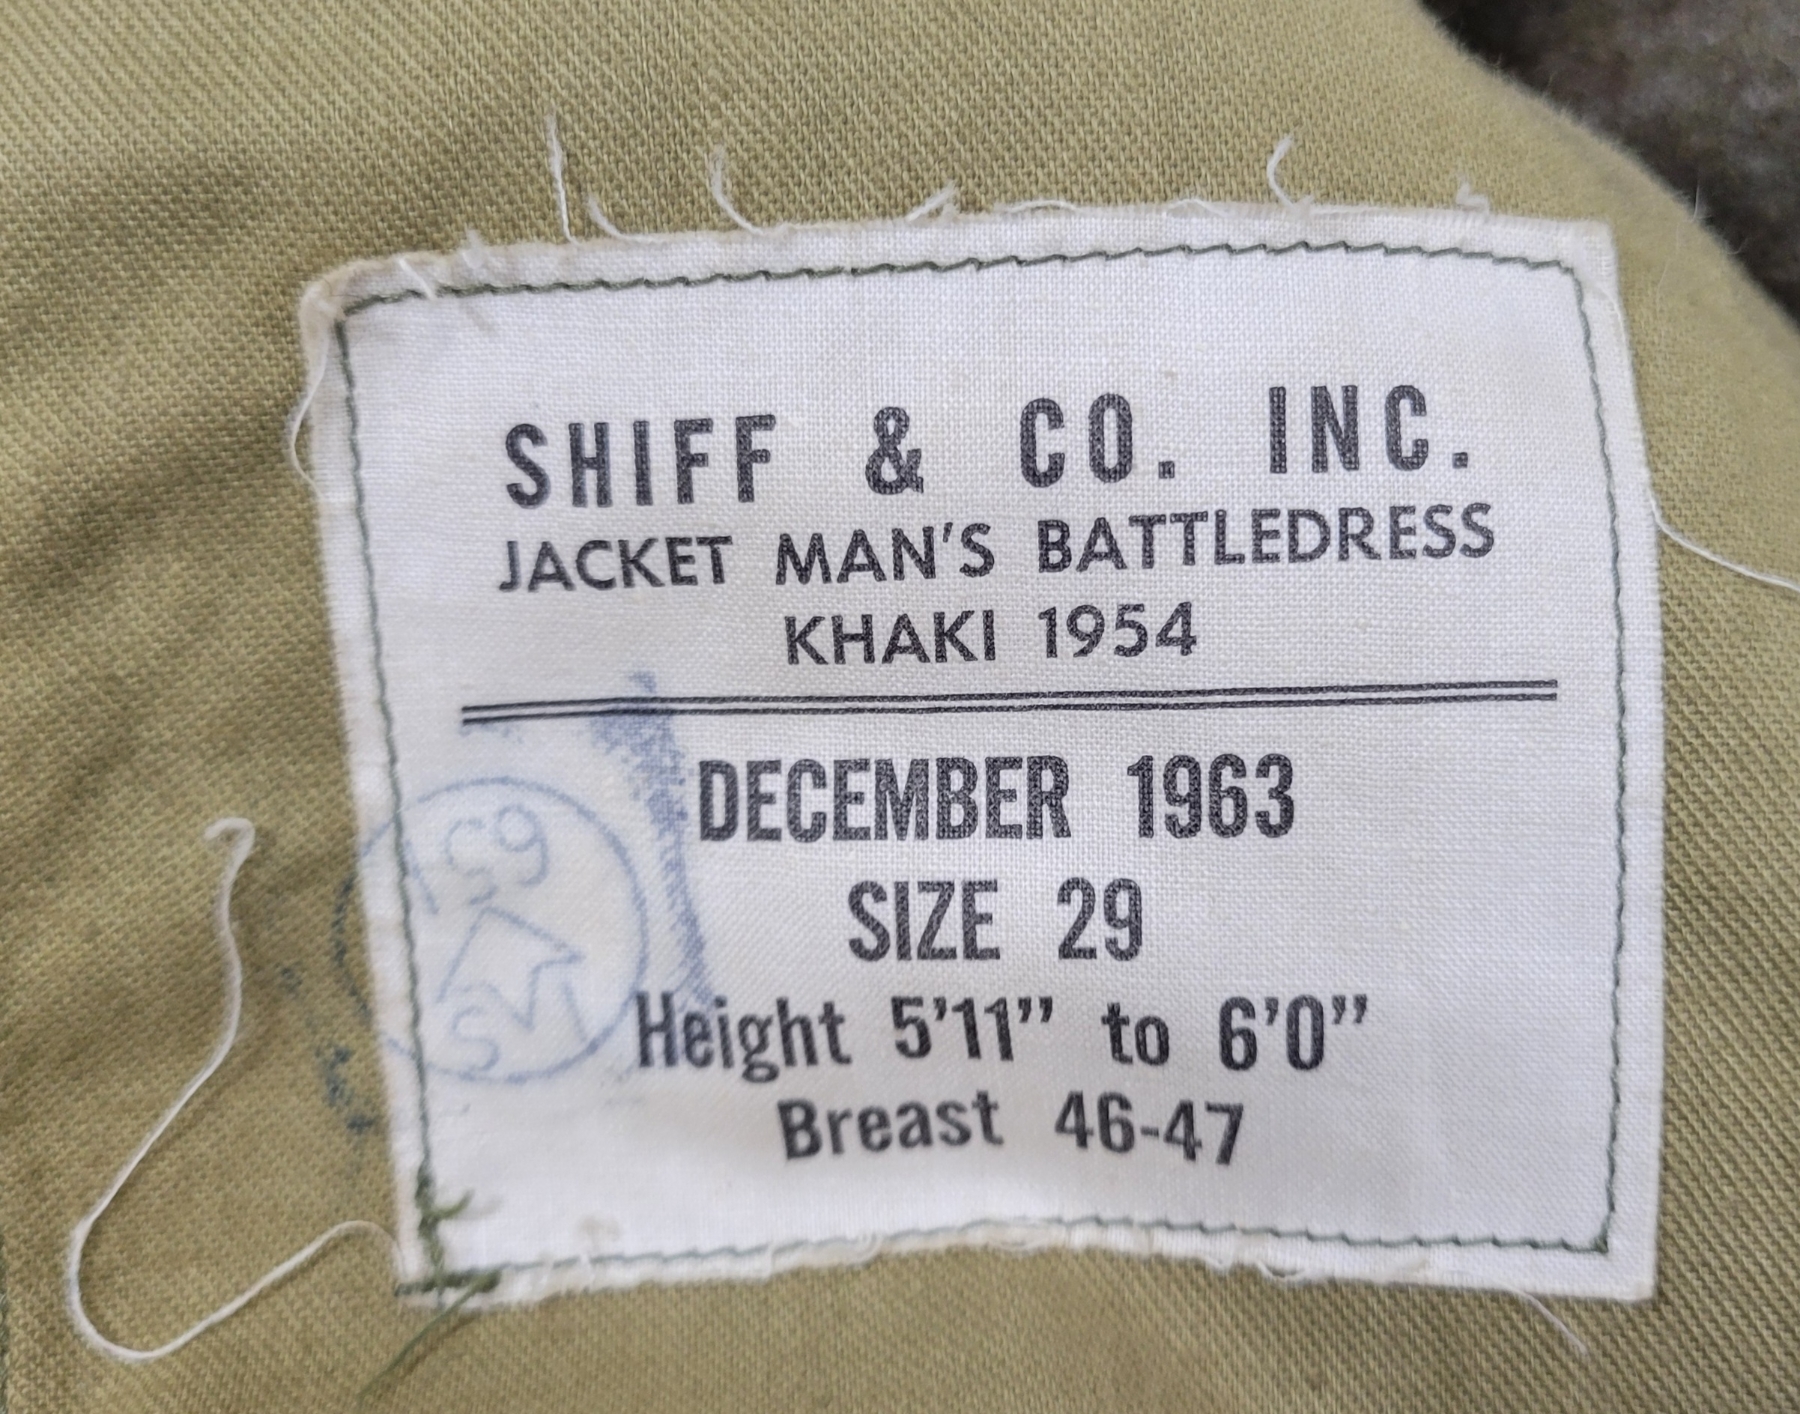 SHIFF & CO. INC.
JACKET MAN'S BATTLEDRESS
KHAKI 1954
DECEMBER 1963
SIZE 29
Height 5'11" to 6'0"
Breast 46-47